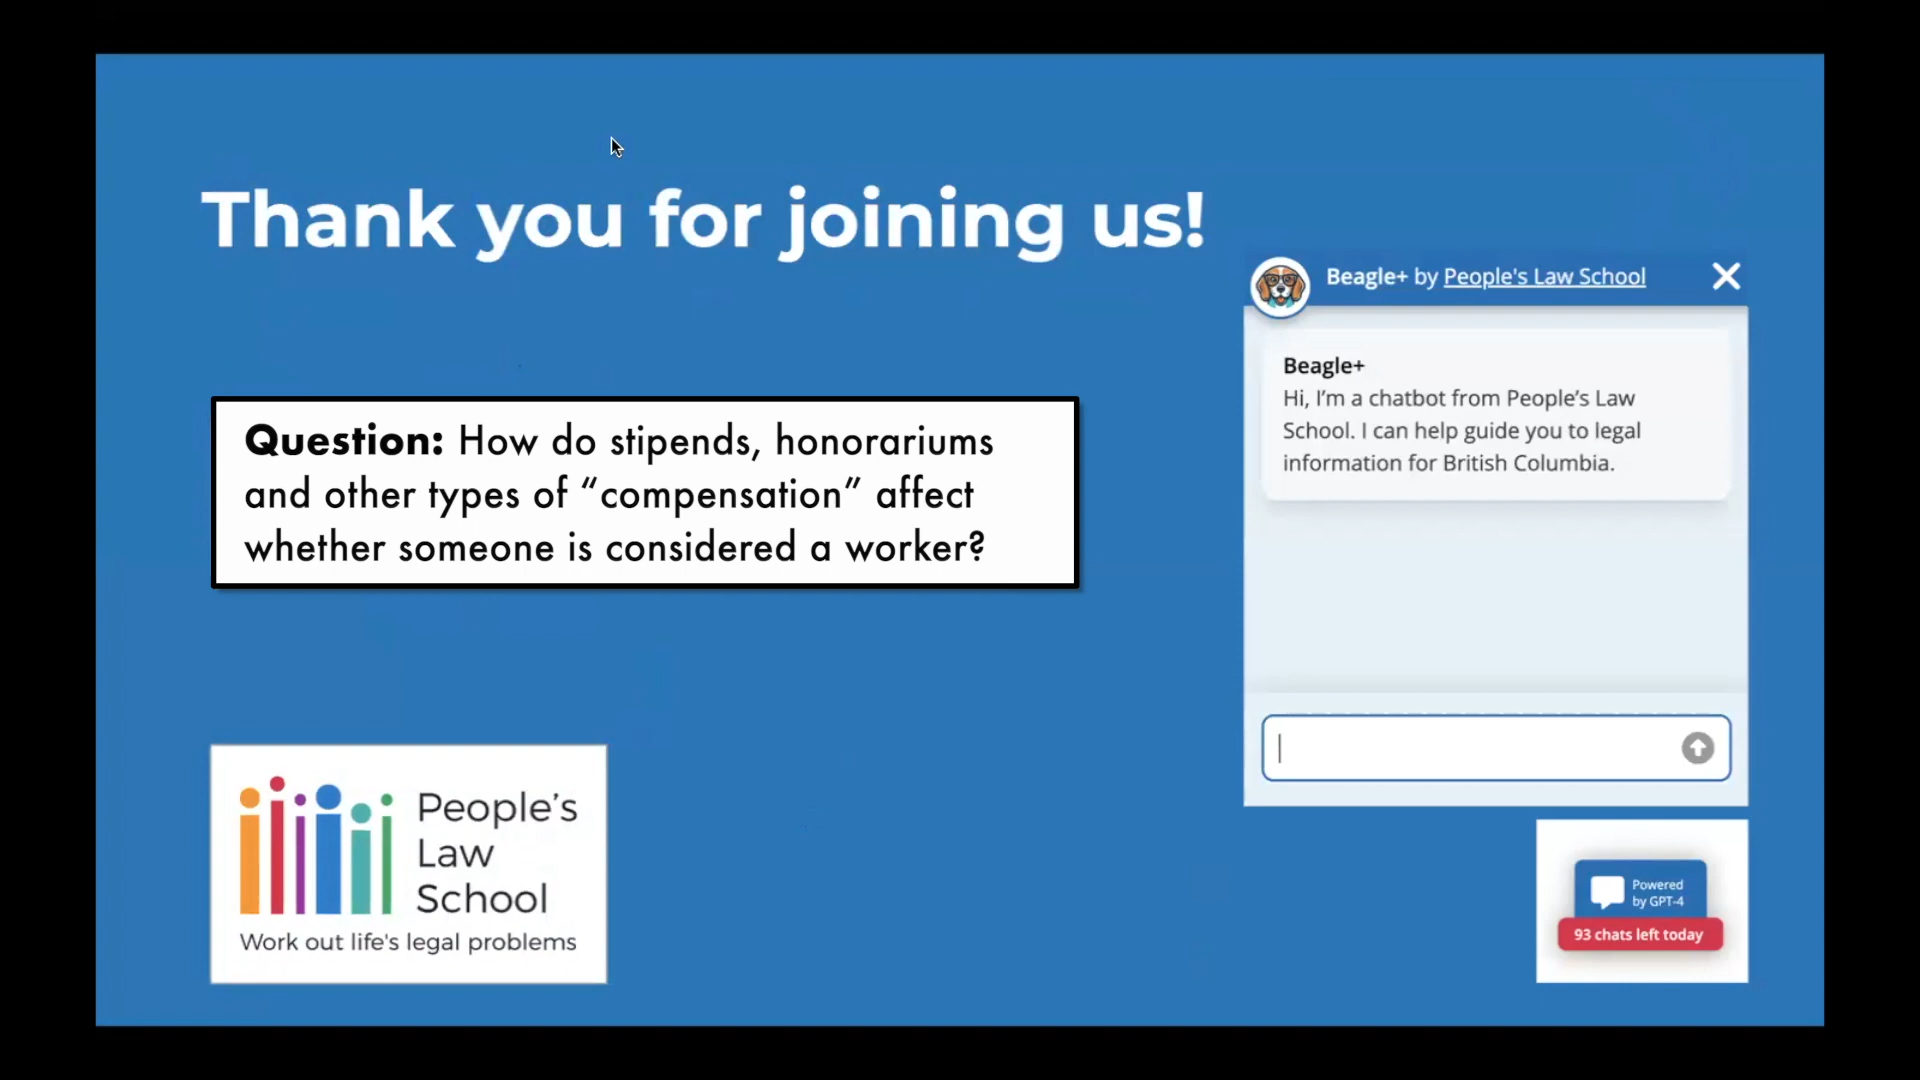 Thank you for joining us!
Question: How do stipends, honorariums
and other types of “compensation” affect
whether someone is considered a worker?
Beagle+ by People's Law School
Beagle+
Hi, I’m a chatbot from People’s Law
School. I can help guide you to legal
information for British Columbia.
People’s
Law
School
Work out life's legal problems
Powered
by GPT-4
93 chats left today